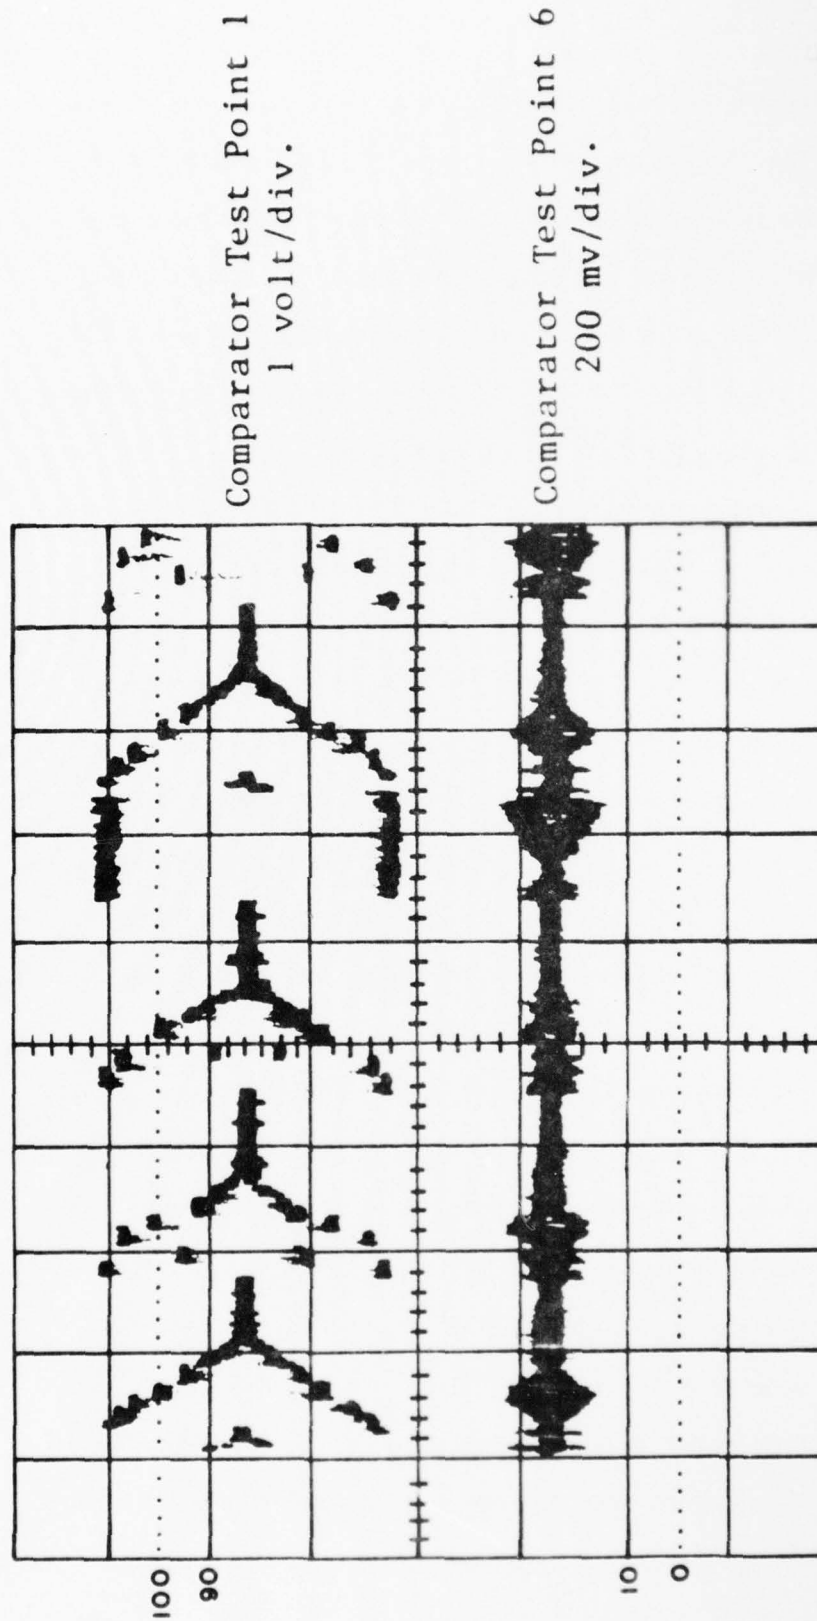 Comparator Test Point 1
1 volt/div.
Comparator Test Point 6
200 mv/div.
100
90
10
0